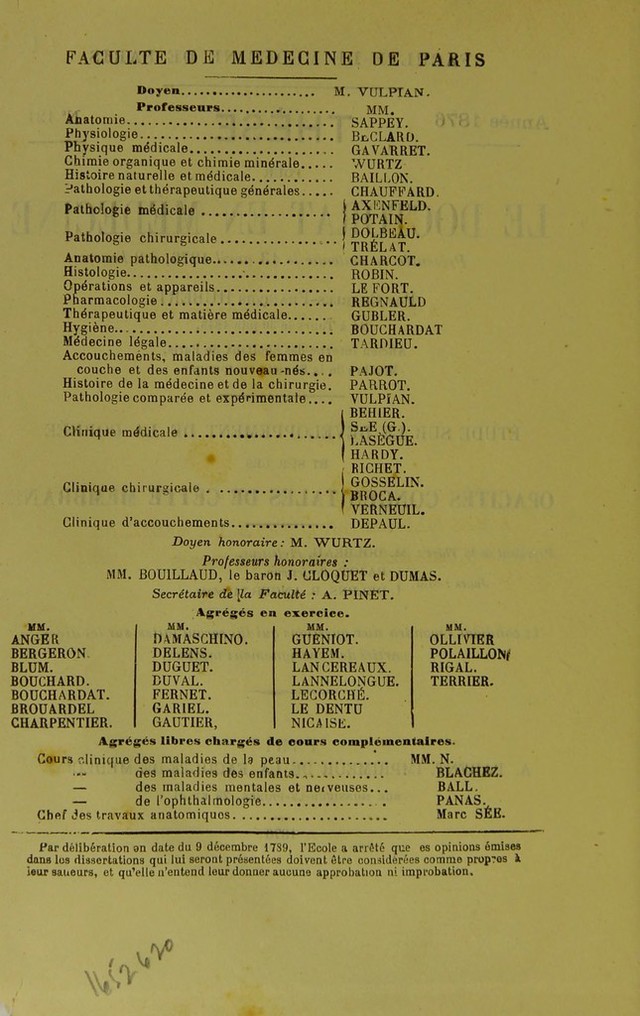 FACULTE DE MEDECINE DE PARIS
Doyen...................... M. VULPIAN.
Professeurs................... MM.
Anatomie.................................. SAPPEY.
Physiologie................................ BÉCLARD.
Physique médicale........................ GAVARRET.
Chimie organique et chimie minérale..... WURTZ
Histoire naturelle et médicale............ BAILLON.
Pathologie et thérapeutique générales..... CHAUFFARD.
Pathologie médicale ..................... AXENFELD.
POTAIN.
Pathologie chirurgicale.................... DOLBEAU.
TRÉLAT.
Anatomie pathologique.................... CHARCOT.
Histologie.................................. ROBIN.
Opérations et appareils................... LE FORT.
Pharmacologie............................. REGNAULD
Thérapeutique et matière médicale....... GUBLER.
Hygiène.................................... BOUCHARDAT
Médecine légale........................... TARDIEU.
Accouchements, maladies des femmes en
couche et des enfants nouveau-nés.... PAJOT.
Histoire de la médecine et de la chirurgie. PARROT.
Pathologie comparée et expérimentale.... VULPIAN.
BEHIER.
Clinique médicale ......................... SÉE (G.).
LASÈGUE.
HARDY.
RICHET.
Clinique chirurgicale . .................... GOSSELIN.
BROCA.
VERNEUIL.
Clinique d'accouchements............... DEPAUL.
Doyen honoraire: M. WURTZ.
Professeurs honoraires :
MM. BOUILLAUD, le baron J. CLOQUET et DUMAS.
Secrétaire de la Faculté : A. PINET.
Agrégés en exercice.
MM. MM. MM. MM.
ANGER DAMASCHINO. GUÉNIOT. OLLIVIER
BERGERON DELENS. HAYEM. POLAILLON
BLUM. DUGUET. LANCEREAUX. RIGAL.
BOUCHARD. DUVAL. LANNELONGUE. TERRIER.
BOUCHARDAT. FERNET. LECORCHÉ.
BROUARDEL GARIEL. LE DENTU
CHARPENTIER. GAUTIER, NICAISE.
Agrégés libres chargés de cours complémentaires.
Cours clinique des maladies de la peau............... MM. N.
— des maladies des enfants.............. BLACHEZ.
— des maladies mentales et nerveuses... BALL.
— de l'ophthalmologie................... PANAS.
Chef des travaux anatomiques....................... Marc SÉE.
Par délibération en date du 9 décembre 1789, l'Ecole a arrêté que es opinions émises
dans les dissertations qui lui seront présentées doivent être considérées comme propres à
leur sauteurs, et qu'elle n'entend leur donner aucune approbation ni improbation.